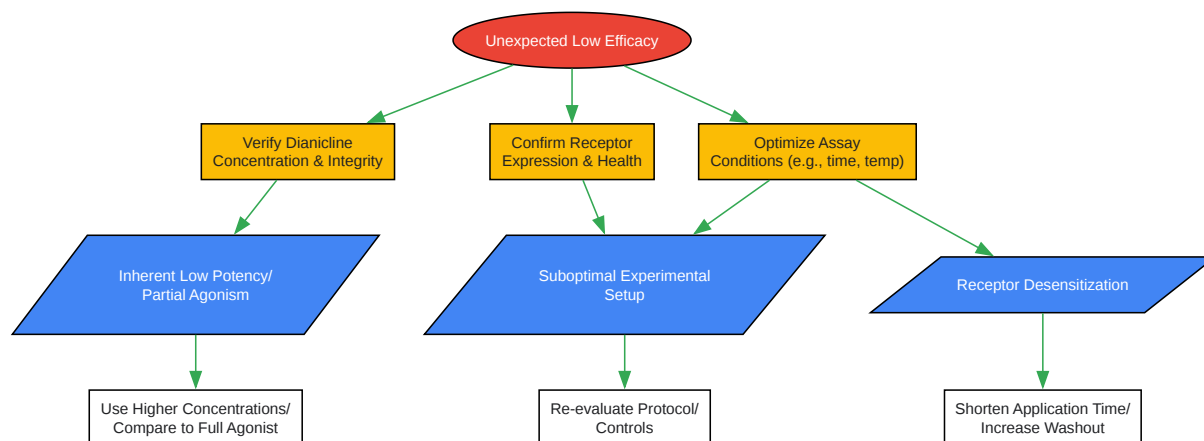 Unexpected Low Efficacy
Verify Dianicline
Concentration & Integrity
Confirm Receptor
Expression & Health
Optimize Assay
Conditions (e.g., time, temp)
Inherent Low Potency/
Partial Agonism
Suboptimal Experimental
Setup
Receptor Desensitization
Use Higher Concentrations/
Compare to Full Agonist
Re-evaluate Protocol/
Controls
Shorten Application Time/
Increase Washout